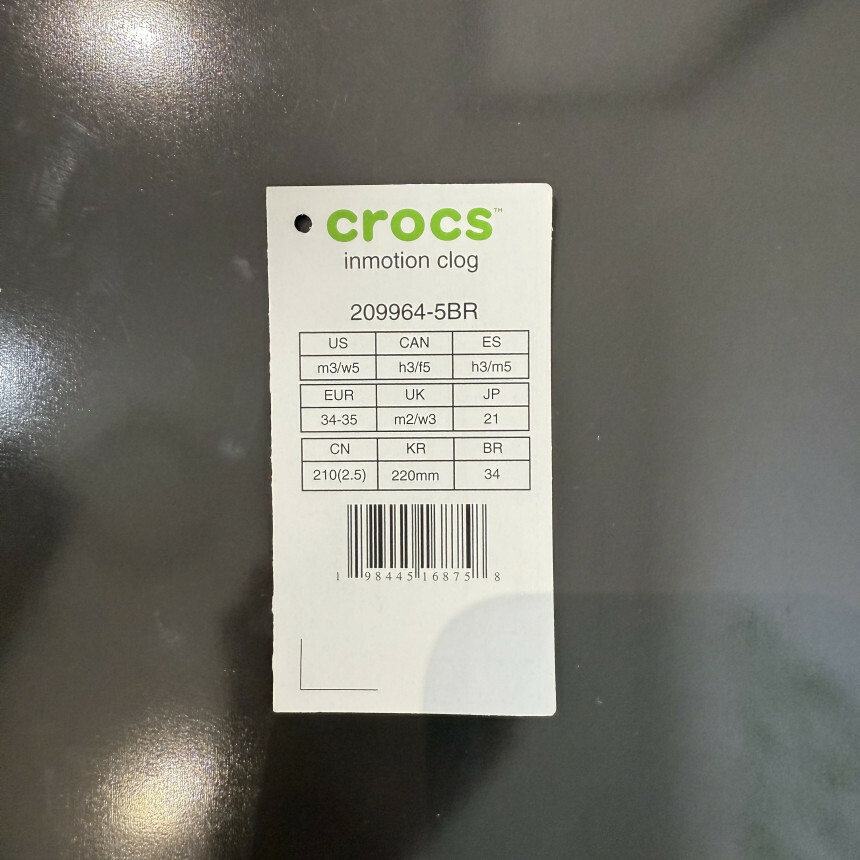 crocs™
inmotion clog
209964-5BR
US CAN ES
m3/w5 h3/f5 h3/m5
EUR UK JP
34-35 m2/w3 21
CN KR BR
210(2.5) 220mm 34
1 98445 16875 8